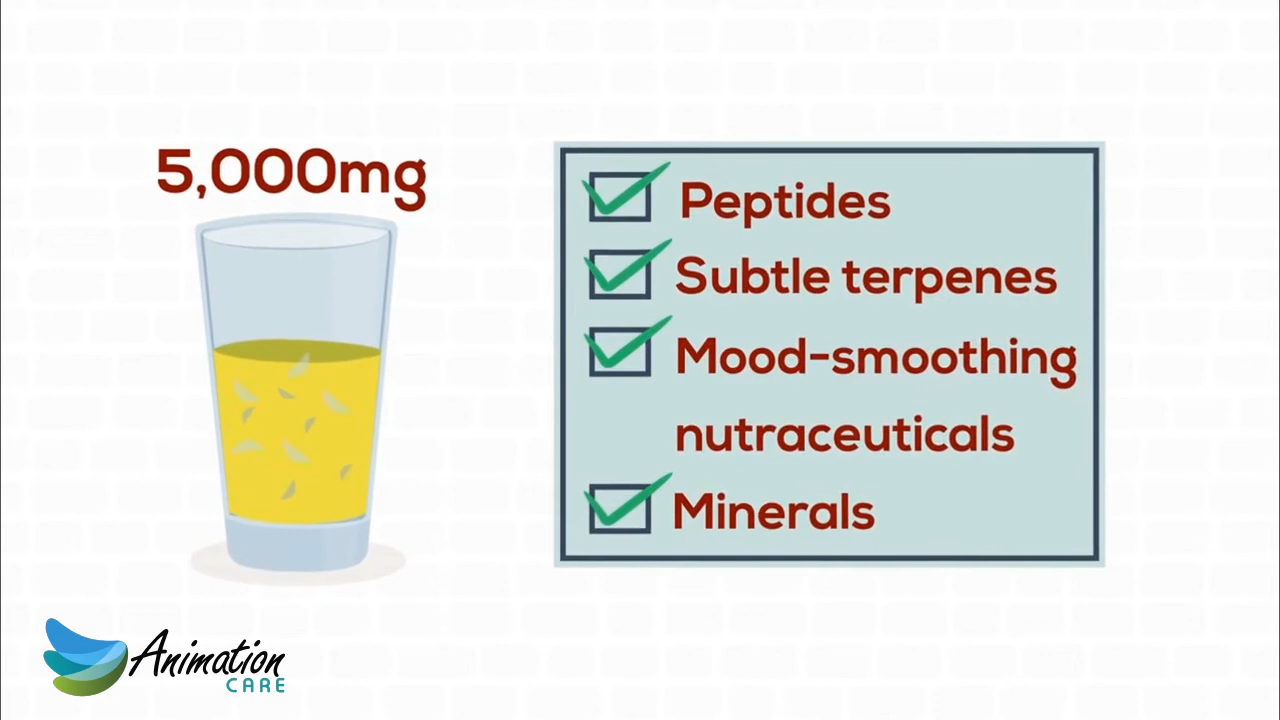 5,000mg
Peptides
Subtle terpenes
Mood-smoothing
nutraceuticals
Minerals
Animation
CARE